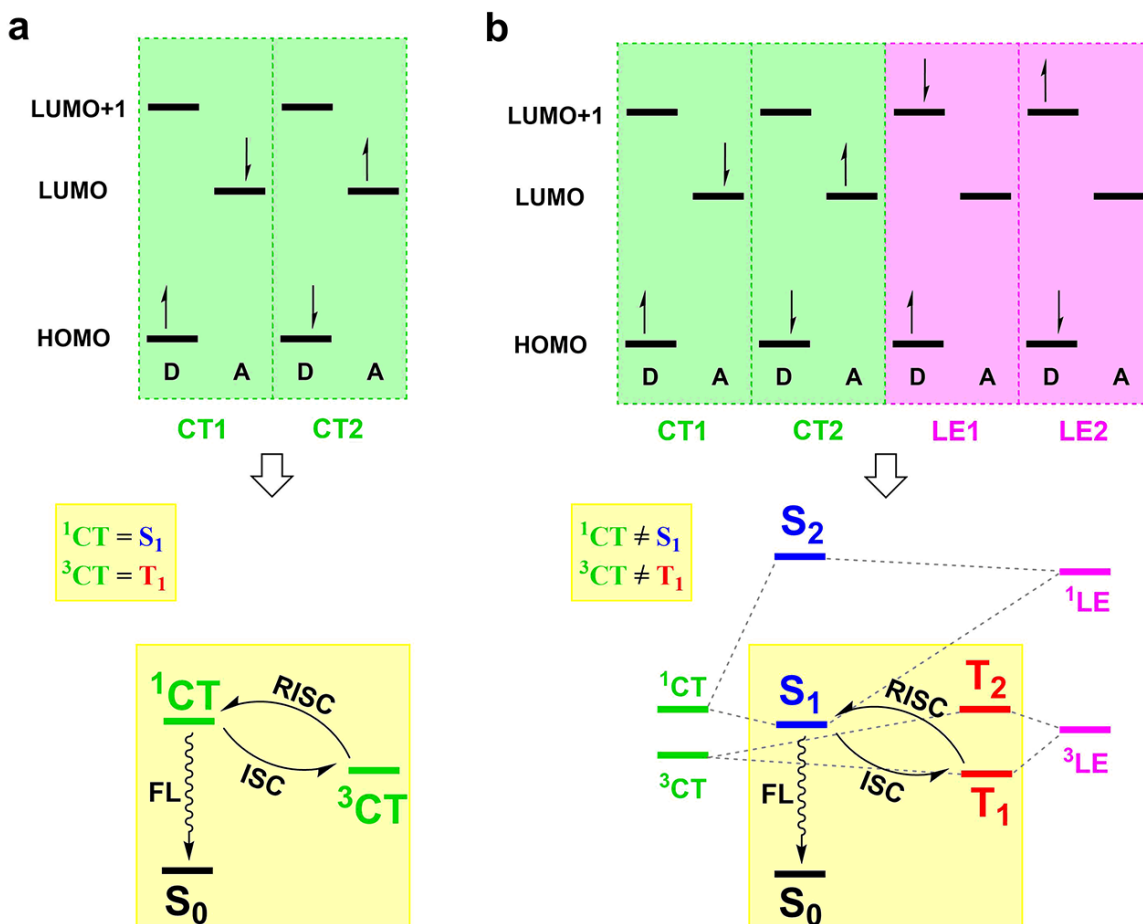 a
LUMO+1
LUMO
HOMO
D A D A
CT1 CT2
¹CT = S₁
³CT = T₁
¹CT
RISC
ISC
FL
³CT
S₀
b
LUMO+1
LUMO
HOMO
D A D A D A D A
CT1 CT2 LE1 LE2
¹CT ≠ S₁
³CT ≠ T₁
S₂
¹LE
¹CT
S₁
RISC
T₂
³CT
ISC
³LE
FL
T₁
S₀